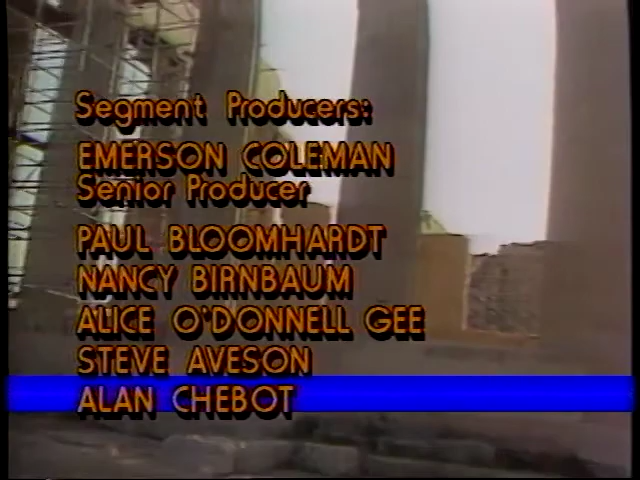 Segment Producers:
EMERSON COLEMAN
Senior Producer
PAUL BLOOMHARDT
NANCY BIRNBAUM
ALICE O'DONNELL GEE
STEVE AVESON
ALAN CHEBOT